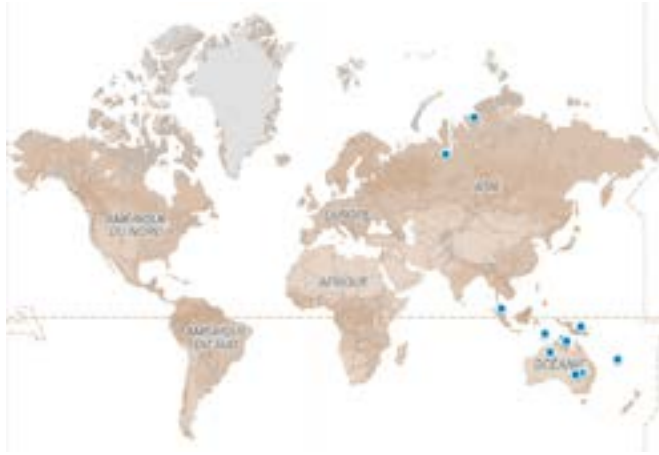 AMÉRIQUE
DU NORD
EUROPE
ASIE
AFRIQUE
AMÉRIQUE
DU SUD
OCÉANIE